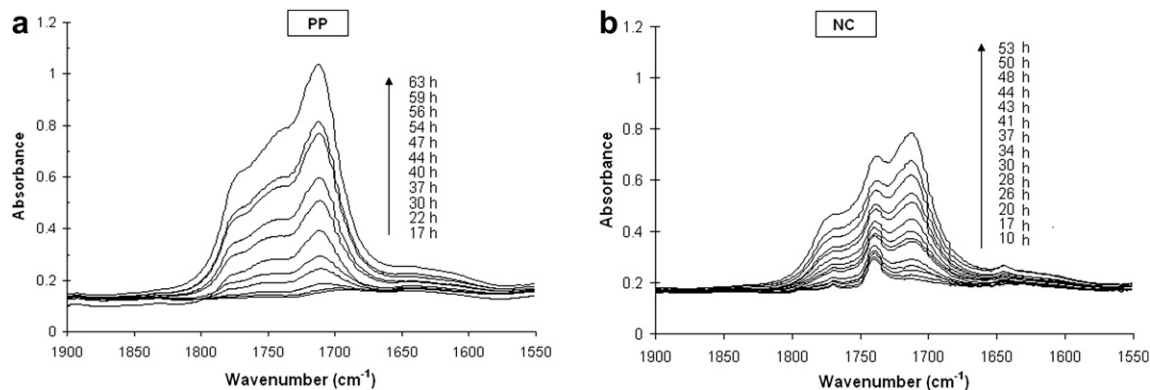 a
PP
Absorbance
1.2
1
0.8
0.6
0.4
0.2
0
63 h
59 h
56 h
54 h
47 h
44 h
40 h
37 h
30 h
22 h
17 h
1900 1850 1800 1750 1700 1650 1600 1550
Wavenumber (cm-1)
b
NC
Absorbance
1.2
1
0.8
0.6
0.4
0.2
0
53 h
50 h
48 h
44 h
43 h
41 h
37 h
34 h
30 h
28 h
26 h
20 h
17 h
10 h
1900 1850 1800 1750 1700 1650 1600 1550
Wavenumber (cm-1)